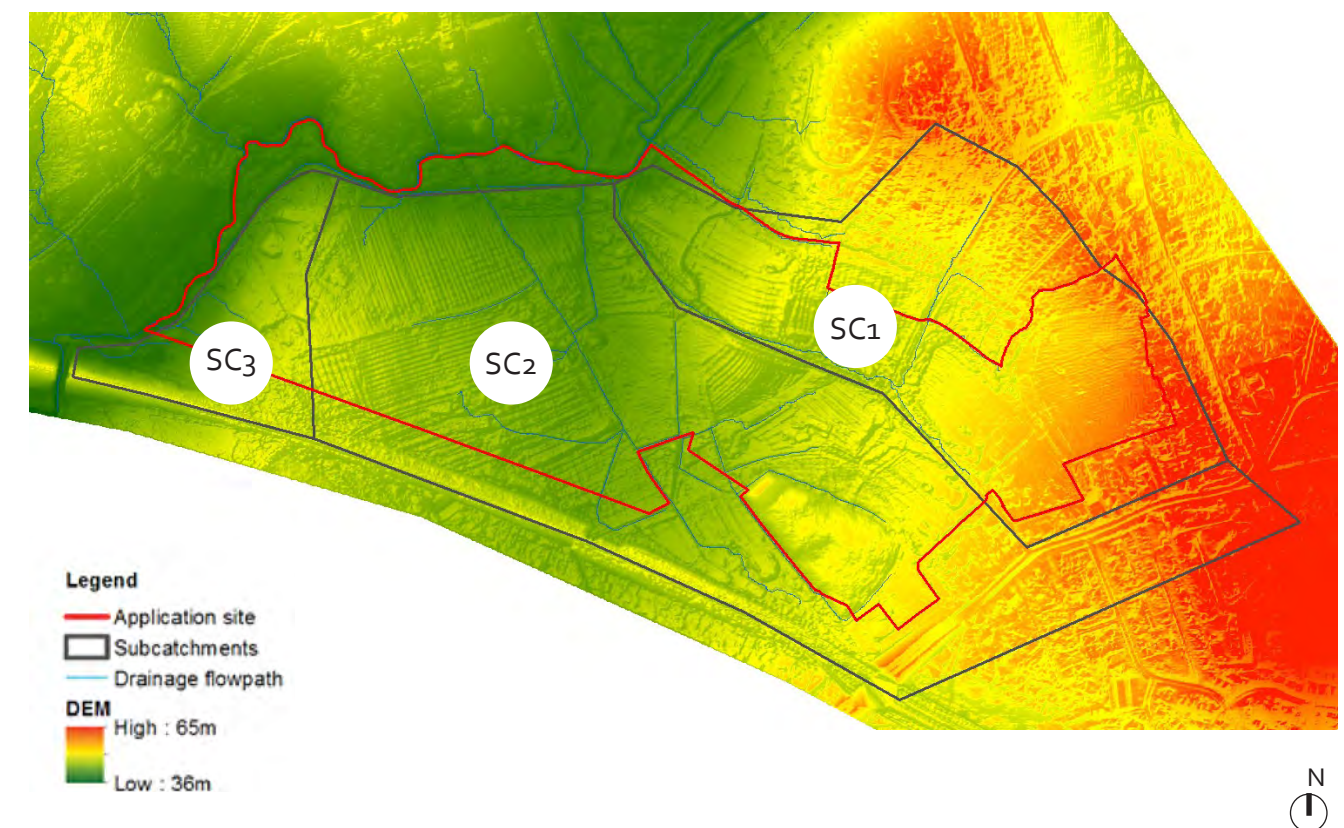 SC1
SC3
SC2
Legend
Application site
Subcatchments
Drainage flowpath
DEM
High : 65m
Low : 36m
N